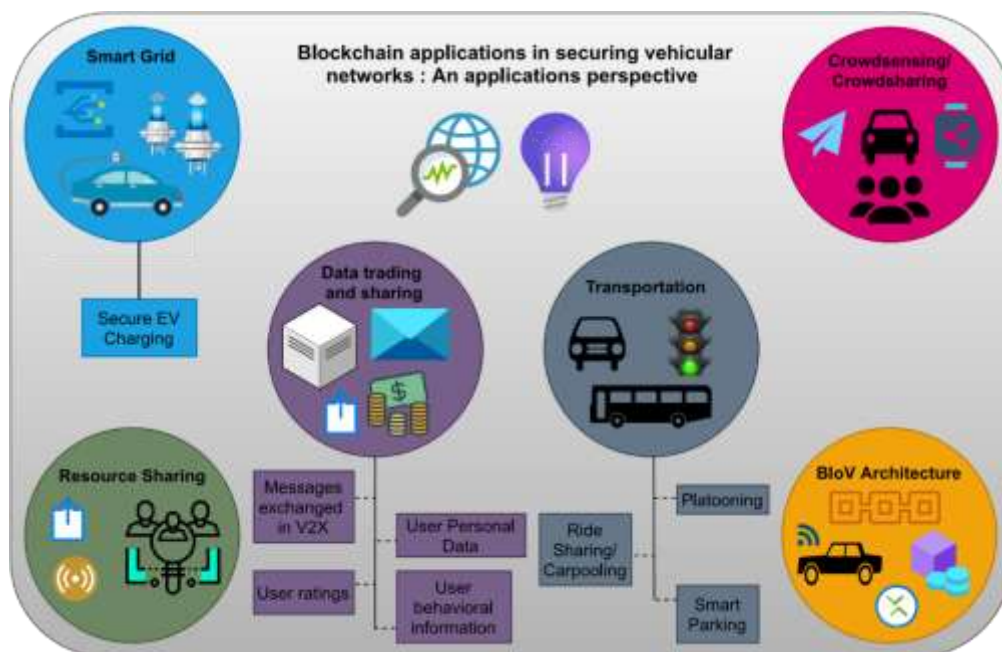 Smart Grid
Blockchain applications in securing vehicular
networks : An applications perspective
Crowdsensing/
Crowdsharing
Secure EV
Charging
Data trading
and sharing
$
Transportation
Resource Sharing
Messages
exchanged
in V2X
User Personal
Data
User ratings
User
behavioral
information
Platooning
Ride
Sharing/
Carpooling
Smart
Parking
BIoV Architecture